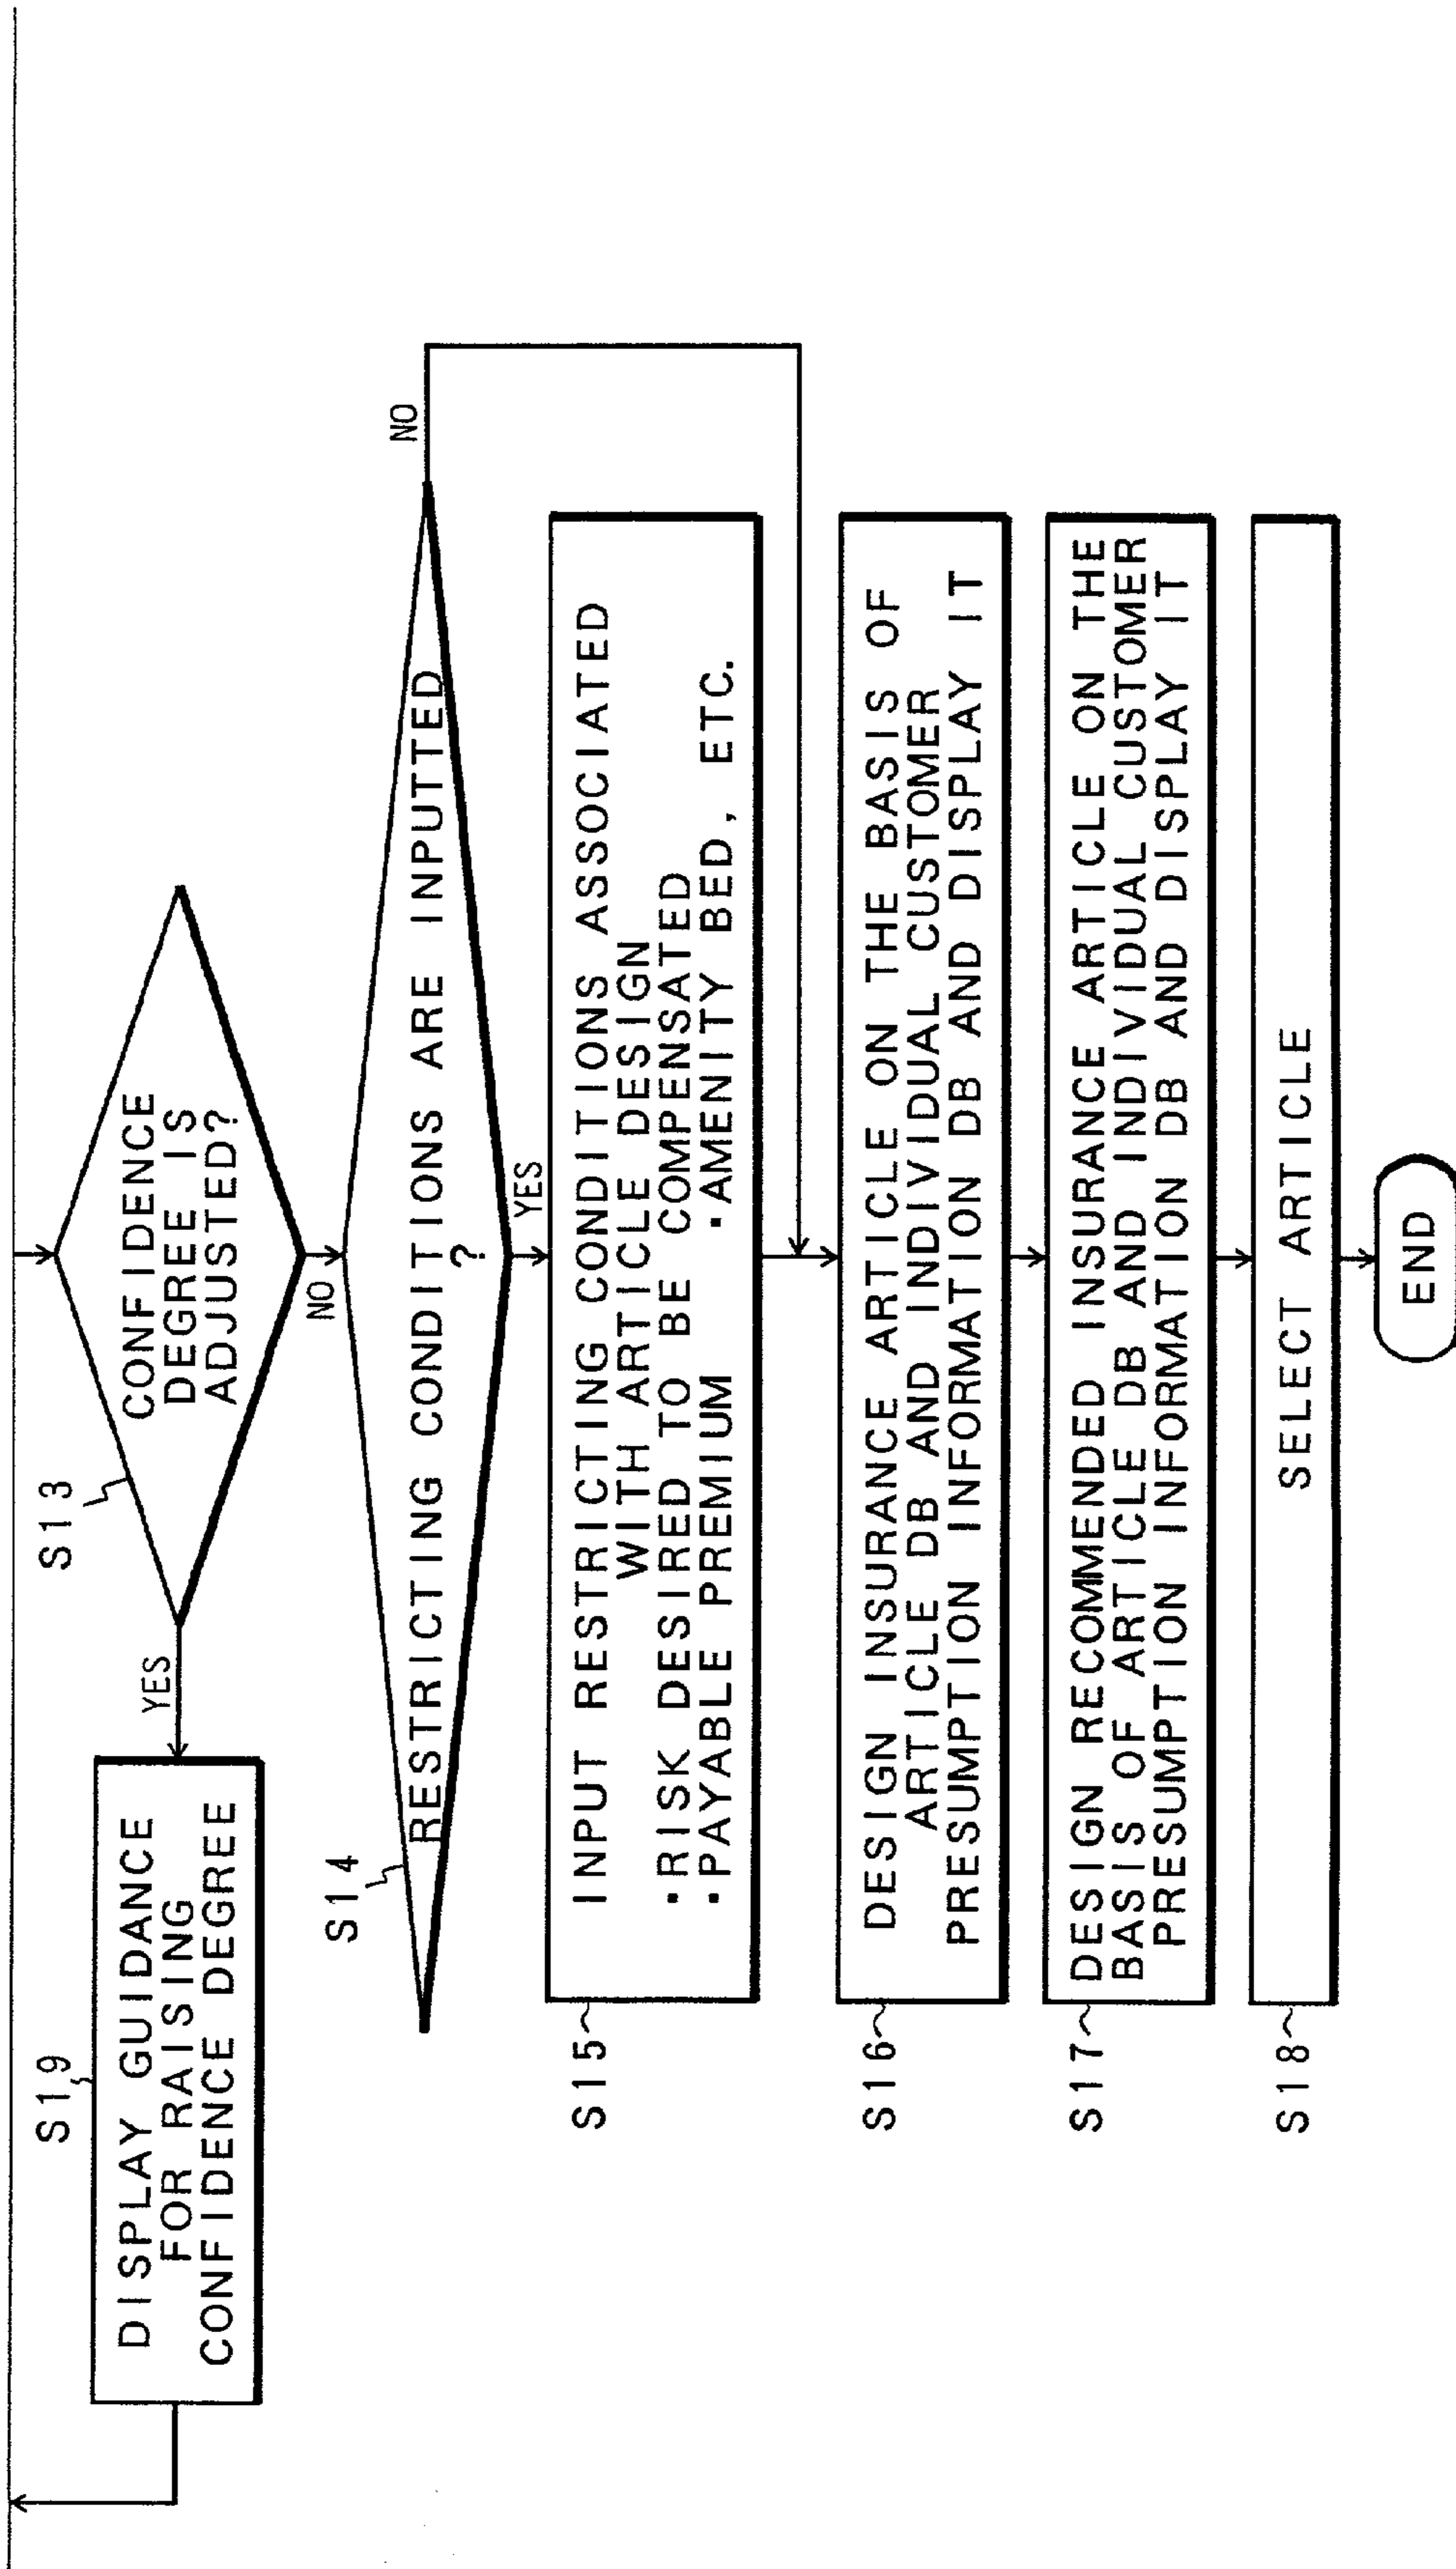 S19
DISPLAY GUIDANCE
FOR RAISING
CONFIDENCE DEGREE
YES
S13
CONFIDENCE
DEGREE IS
ADJUSTED?
NO
S14
RESTRICTING CONDITIONS ARE INPUTTED
?
NO
YES
S15
INPUT RESTRICTING CONDITIONS ASSOCIATED
WITH ARTICLE DESIGN
・RISK DESIRED TO BE COMPENSATED
・PAYABLE PREMIUM ・AMENITY BED, ETC.
S16
DESIGN INSURANCE ARTICLE ON THE BASIS OF
ARTICLE DB AND INDIVIDUAL CUSTOMER
PRESUMPTION INFORMATION DB AND DISPLAY IT
S17
DESIGN RECOMMENDED INSURANCE ARTICLE ON THE
BASIS OF ARTICLE DB AND INDIVIDUAL CUSTOMER
PRESUMPTION INFORMATION DB AND DISPLAY IT
S18
SELECT ARTICLE
END